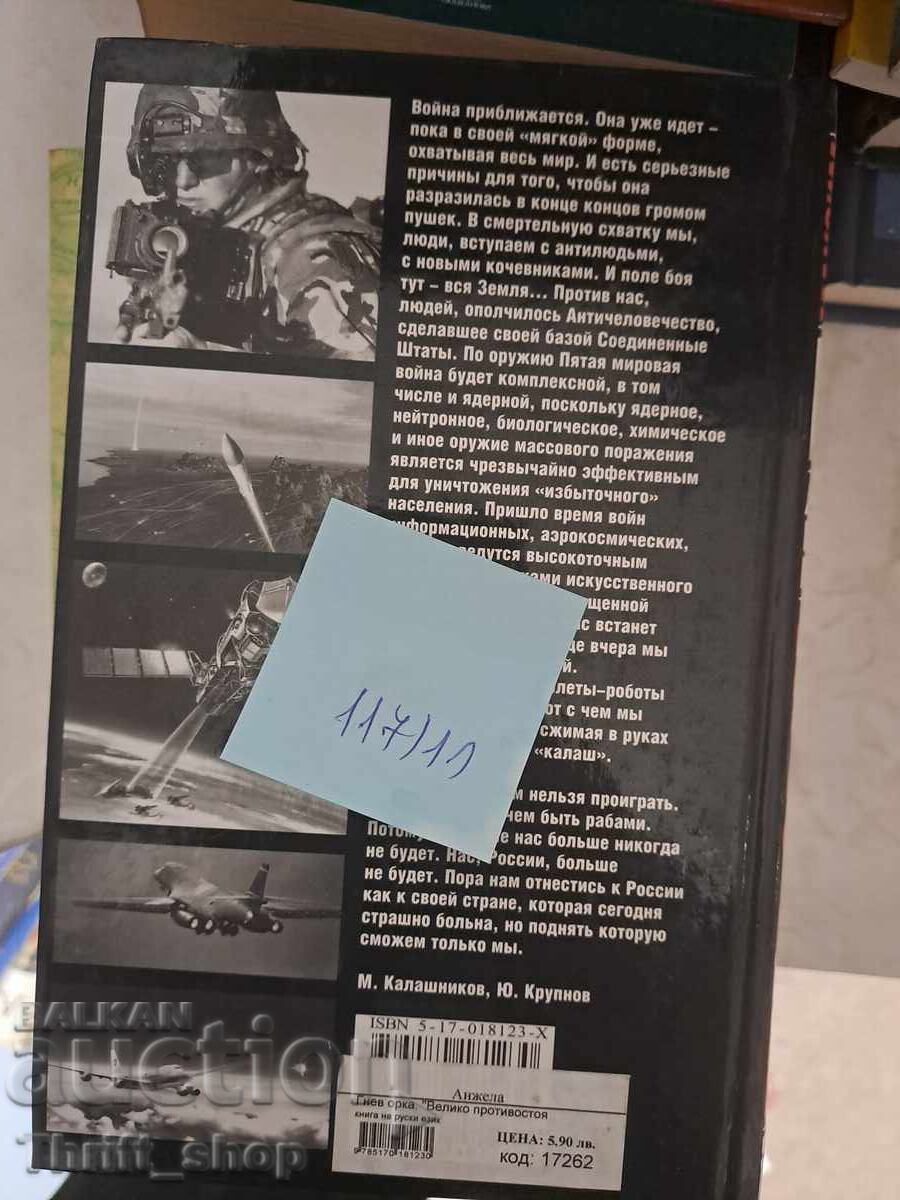 Война приближается. Она уже идет –
пока в своей «мягкой» форме,
охватывая весь мир. И есть серьезные
причины для того, чтобы она
разразилась в конце концов громом
пушек. В смертельную схватку мы,
люди, вступаем с антилюдьми,
с новыми кочевниками. И поле боя
тут – вся Земля... Против нас,
людей, ополчилось Античеловечество,
сделавшее своей базой Соединенные
Штаты. По оружию Пятая мировая
война будет комплексной, в том
числе и ядерной, поскольку ядерное,
нейтронное, биологическое, химическое
и иное оружие массового поражения
является чрезвычайно эффективным
для уничтожения «избыточного»
населения. Пришло время войн
информационных, аэрокосмических,
ведутся высокоточным
искусственного
встанет
вчера мы
с чем мы
сжимая в руках
«калаш».
нельзя проиграть.
чем быть рабами.
нас больше никогда
не будет. Нас, России, больше
не будет. Пора нам отнестись к России
как к своей стране, которая сегодня
страшно больна, но поднять которую
сможем только мы.
М. Калашников, Ю. Крупнов
117/10
ISBN 5-17-018123-X
Анжела
Гнев орка. "Велико противостоя
книга на руски език
ЦЕНА: 5.90 лв.
9785170181230
код: 17262
BALKAN
auction
Thrift_shop